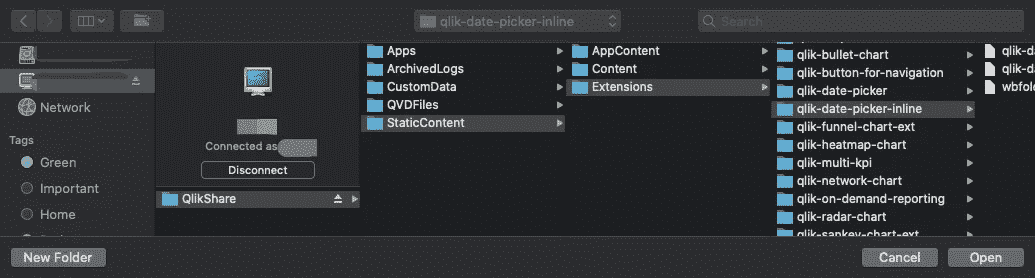 qlik-date-picker-inline
Search
Network
Tags
Green
Important
Home
Connected as
Disconnect
QlikShare
Apps
ArchivedLogs
CustomData
QVDFiles
StaticContent
AppContent
Content
Extensions
qlik-bullet-chart
qlik-button-for-navigation
qlik-date-picker
qlik-date-picker-inline
qlik-funnel-chart-ext
qlik-heatmap-chart
qlik-multi-kpi
qlik-network-chart
qlik-on-demand-reporting
qlik-radar-chart
qlik-sankey-chart-ext
qlik-da
qlik-da
wbfold
New Folder
Cancel
Open